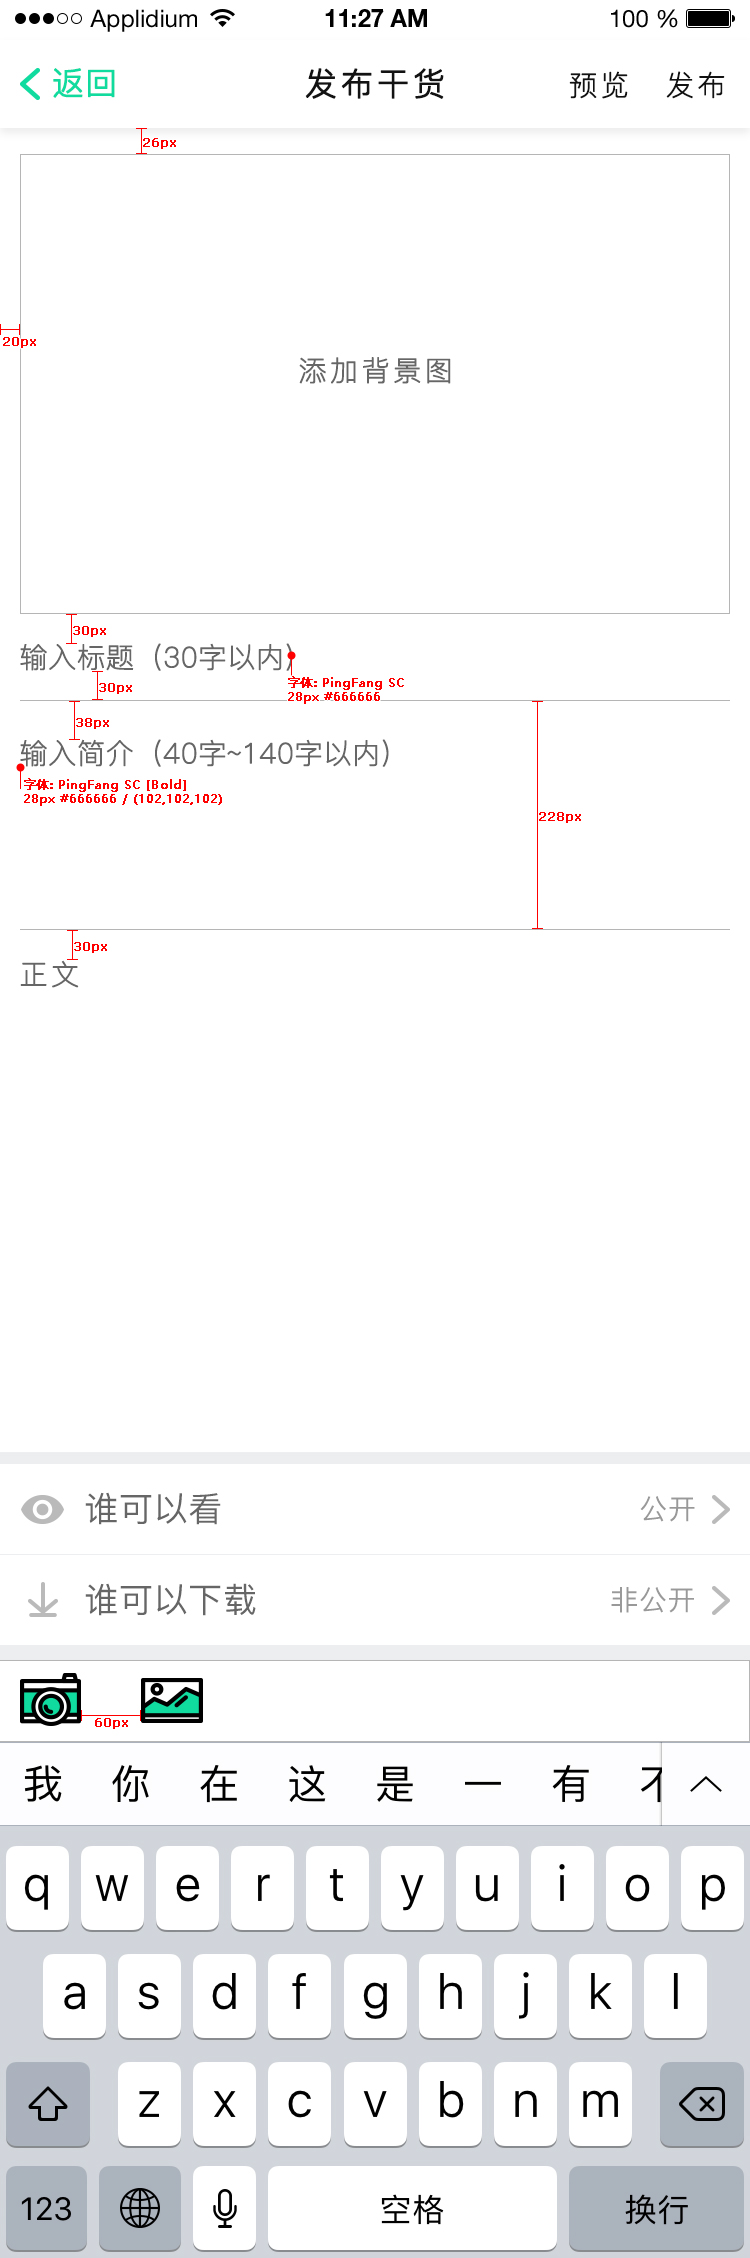 Applidium 11:27 AM 100 %
返回 发布干货 预览 发布
26px
20px
添加背景图
30px
输入标题（30字以内）
字体: PingFang SC
28px #666666
30px
38px
输入简介（40字~140字以内）
字体: PingFang SC [Bold]
28px #666666 / (102,102,102)
228px
30px
正文
谁可以看 公开
谁可以下载 非公开
60px
我 你 在 这 是 一 有 不
q w e r t y u i o p
a s d f g h j k l
z x c v b n m
123 空格 换行